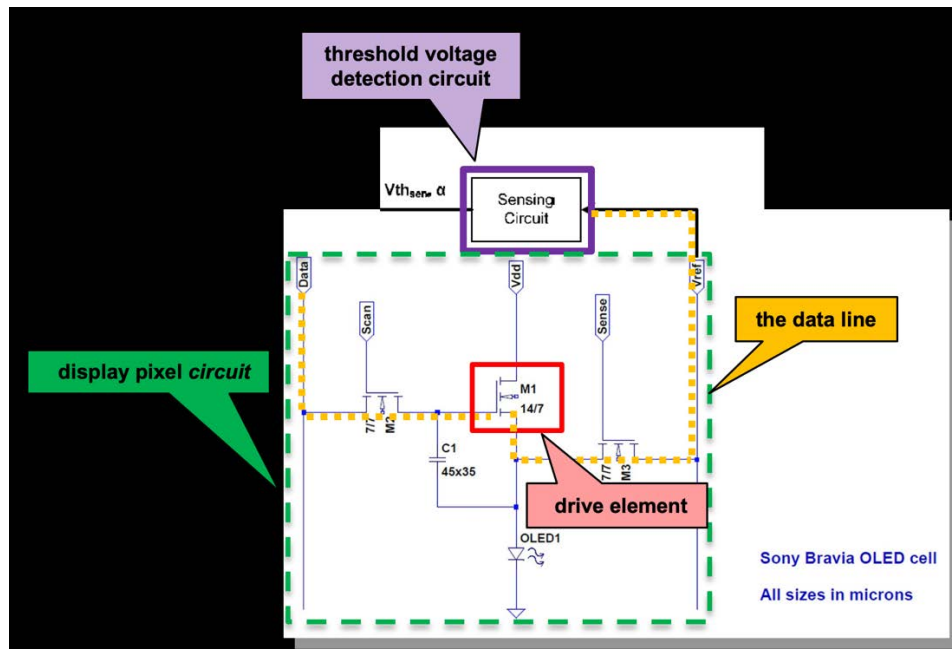 threshold voltage
detection circuit
Vth_sen, α
Sensing
Circuit
Data
Vdd
Vref
Scan
Sense
the data line
display pixel circuit
M1
14/7
7/7
M2
C1
45x35
7/7
M3
drive element
OLED1
Sony Bravia OLED cell
All sizes in microns